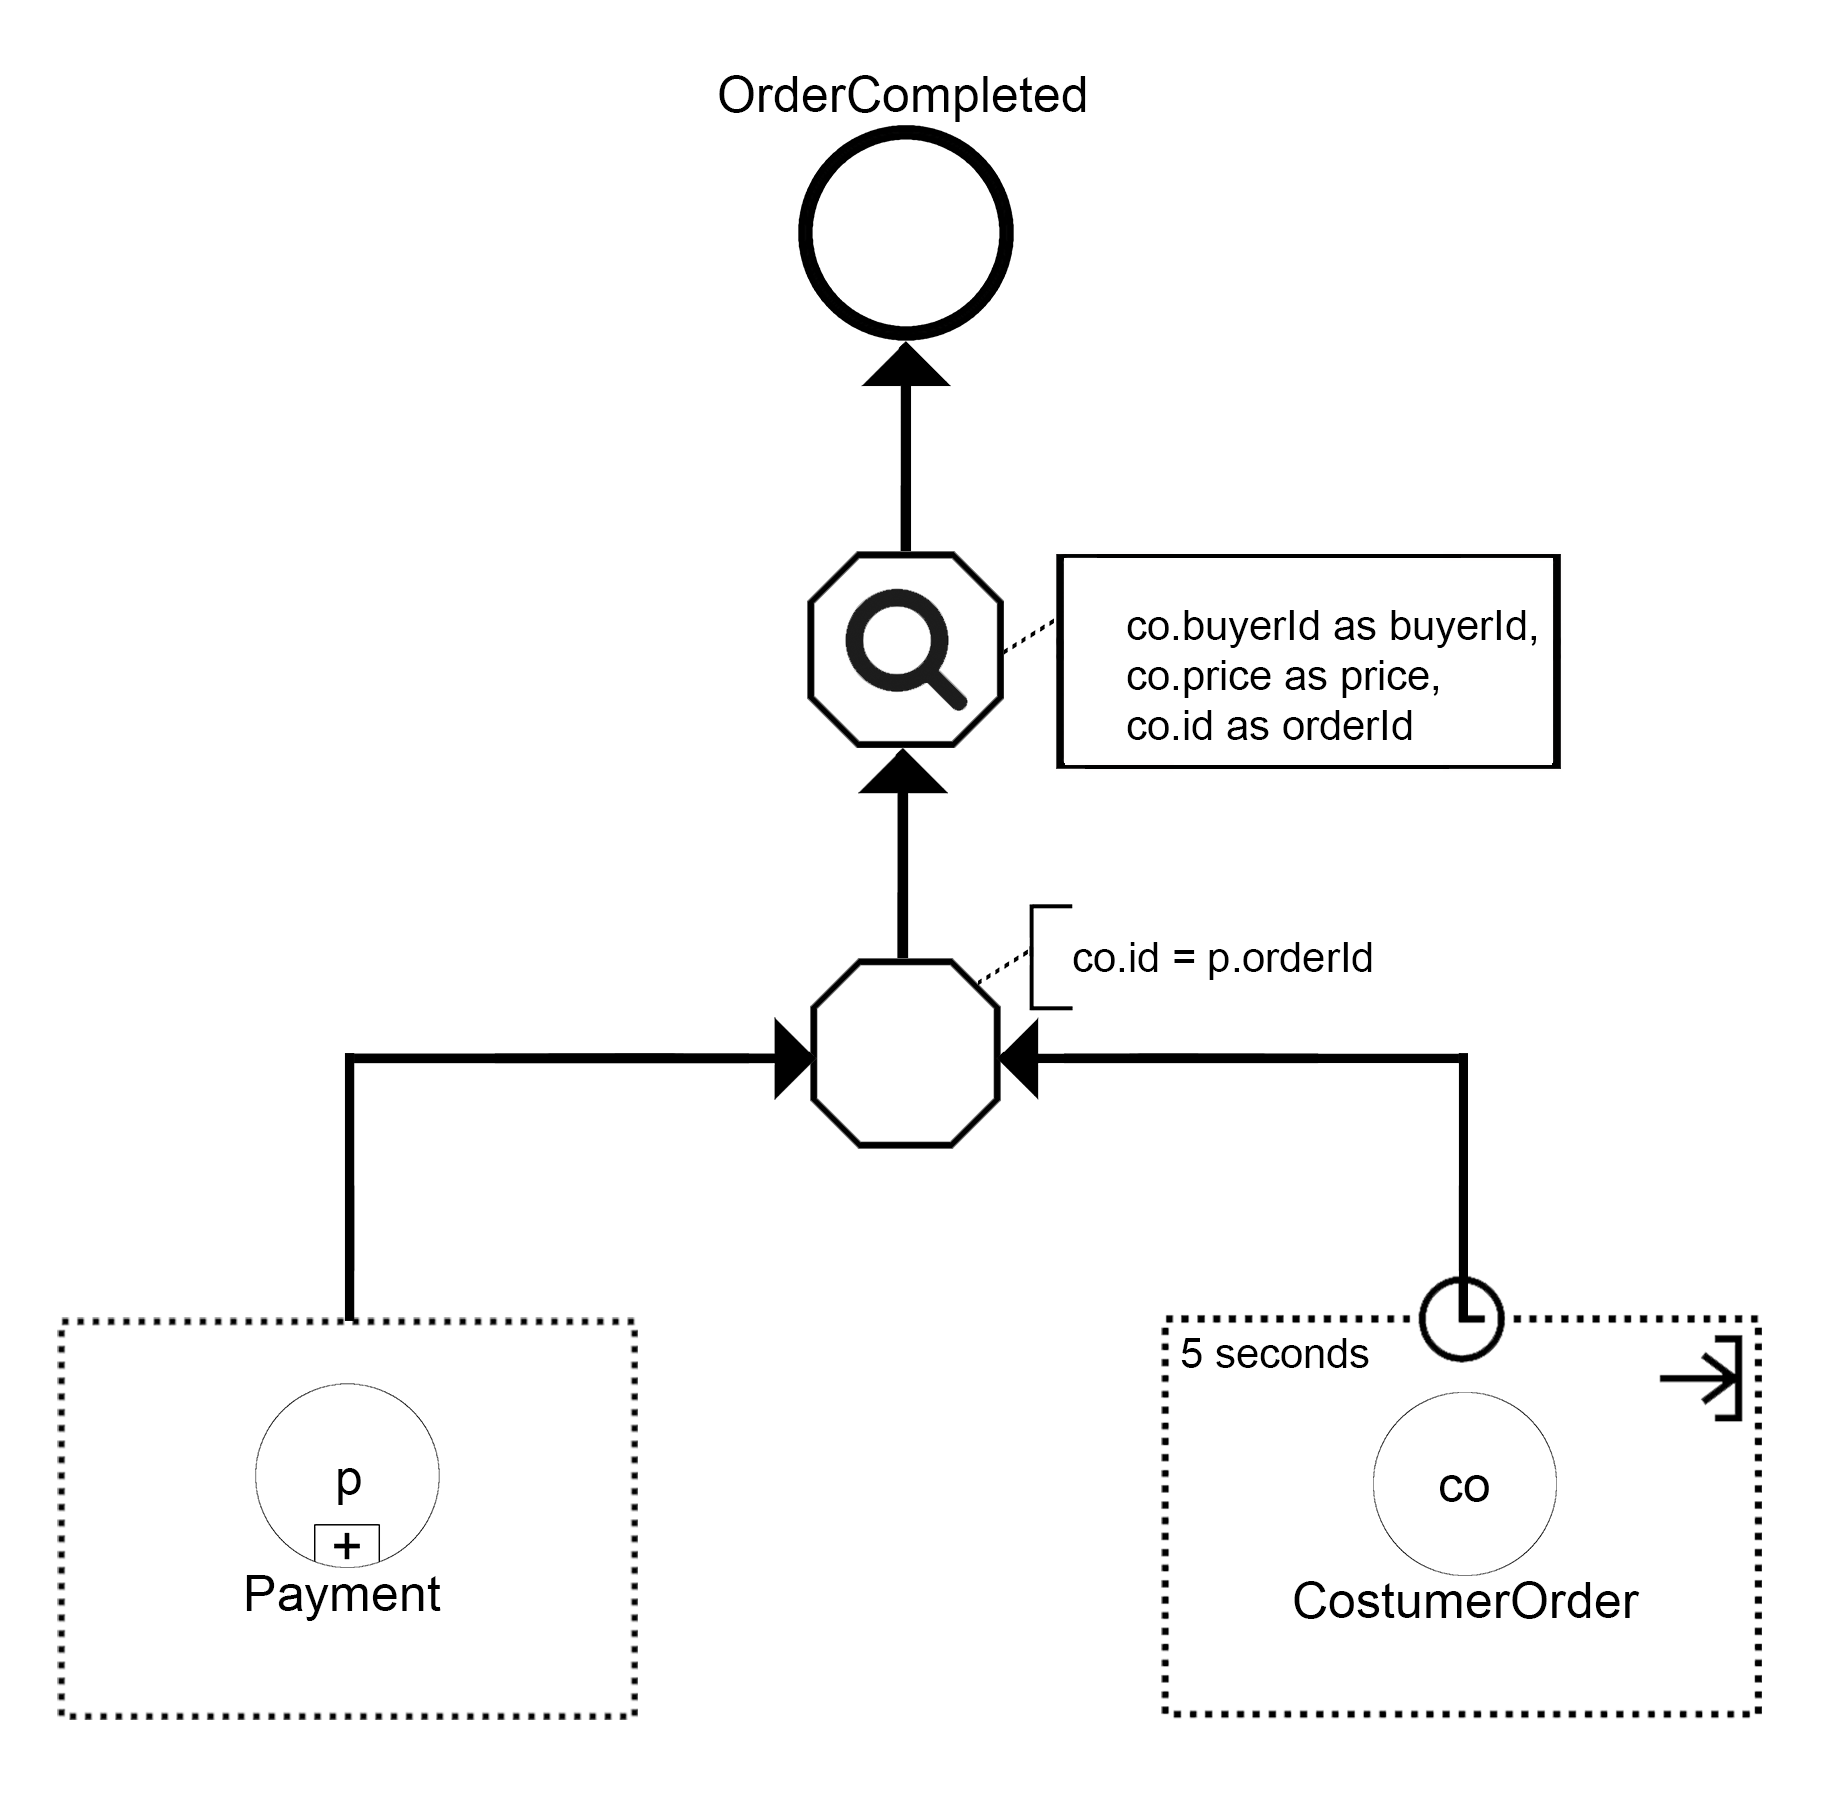 OrderCompleted
co.buyerId as buyerId,
co.price as price,
co.id as orderId
co.id = p.orderId
5 seconds
p
+
Payment
co
CostumerOrder